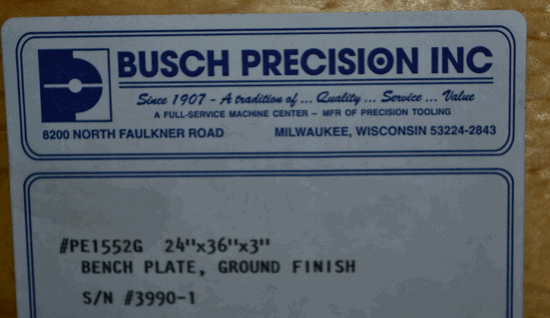 BUSCH PRECISION INC
Since 1907 - A tradition of ... Quality ... Service ... Value
A FULL-SERVICE MACHINE CENTER - MFR OF PRECISION TOOLING
8200 NORTH FAULKNER ROAD MILWAUKEE, WISCONSIN 53224-2843
#PE1552G 24"x36"x3"
BENCH PLATE, GROUND FINISH
S/N #3990-1